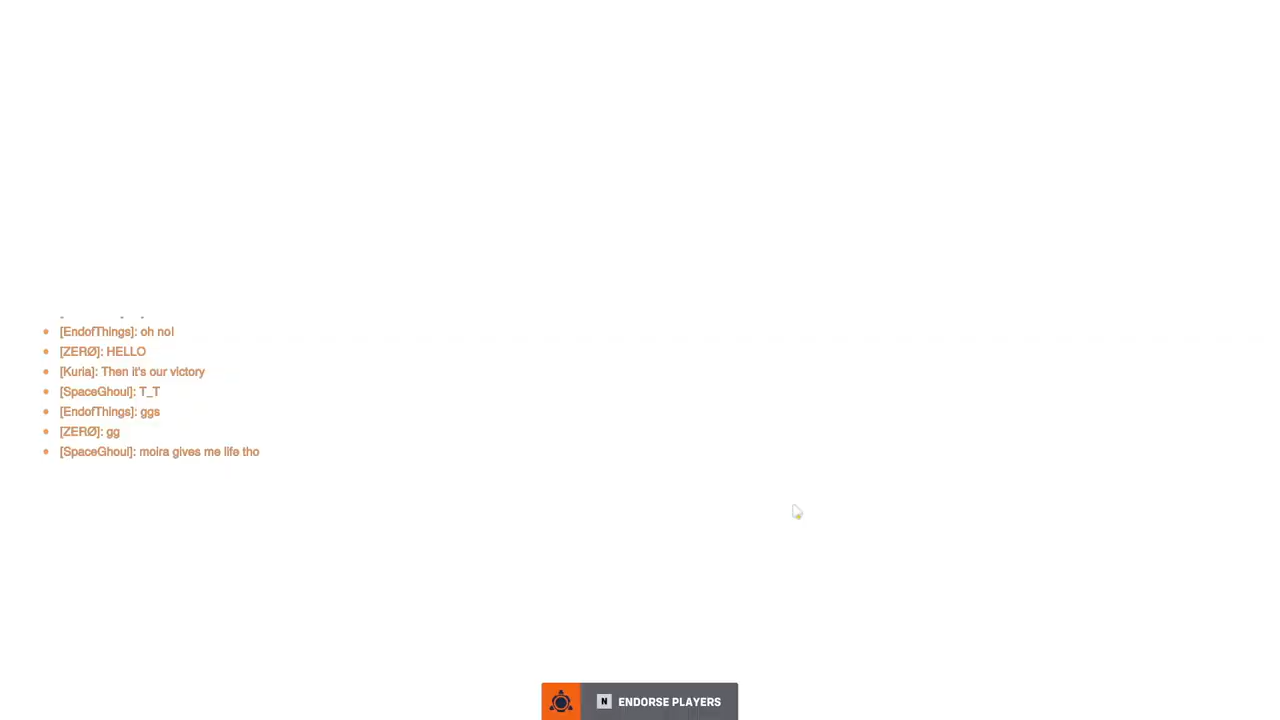 [EndofThings]: oh no!
[ZERØ]: HELLO
[Kuria]: Then it's our victory
[SpaceGhoul]: T_T
[EndofThings]: ggs
[ZERØ]: gg
[SpaceGhoul]: moira gives me life tho
N ENDORSE PLAYERS